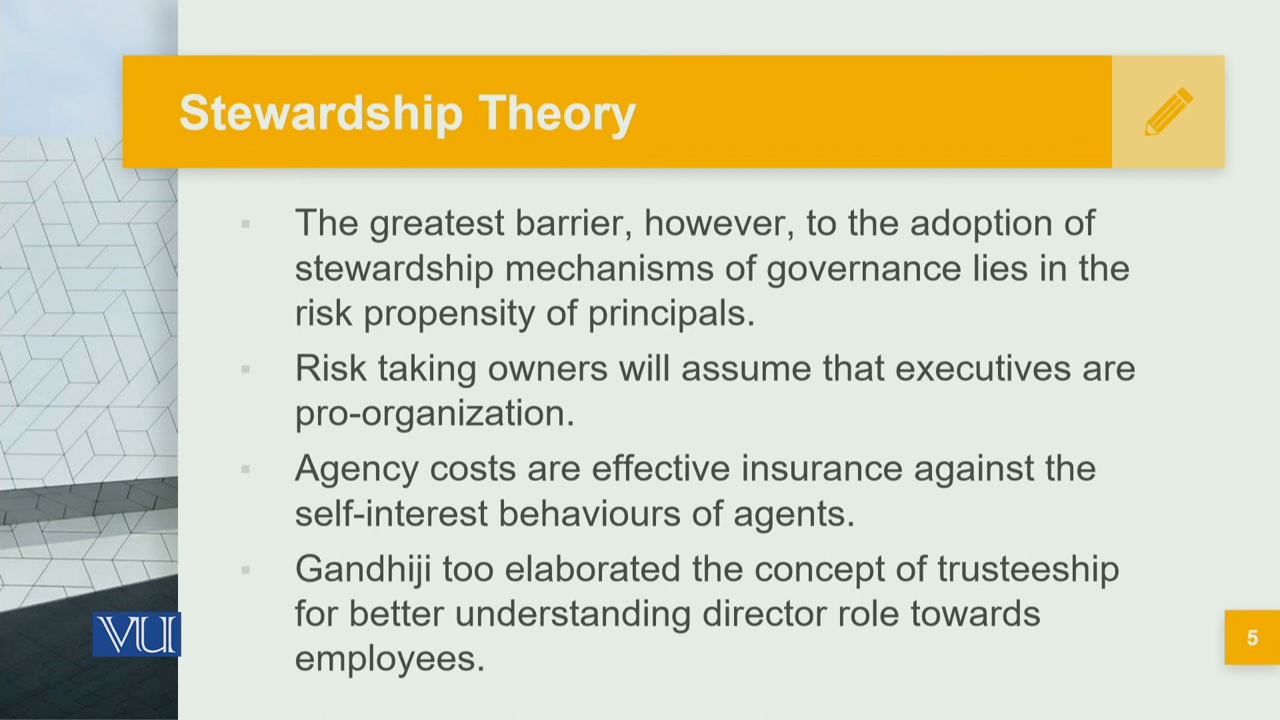 Stewardship Theory
The greatest barrier, however, to the adoption of
stewardship mechanisms of governance lies in the
risk propensity of principals.
Risk taking owners will assume that executives are
pro-organization.
Agency costs are effective insurance against the
self-interest behaviours of agents.
Gandhiji too elaborated the concept of trusteeship
for better understanding director role towards
employees.
VU
5